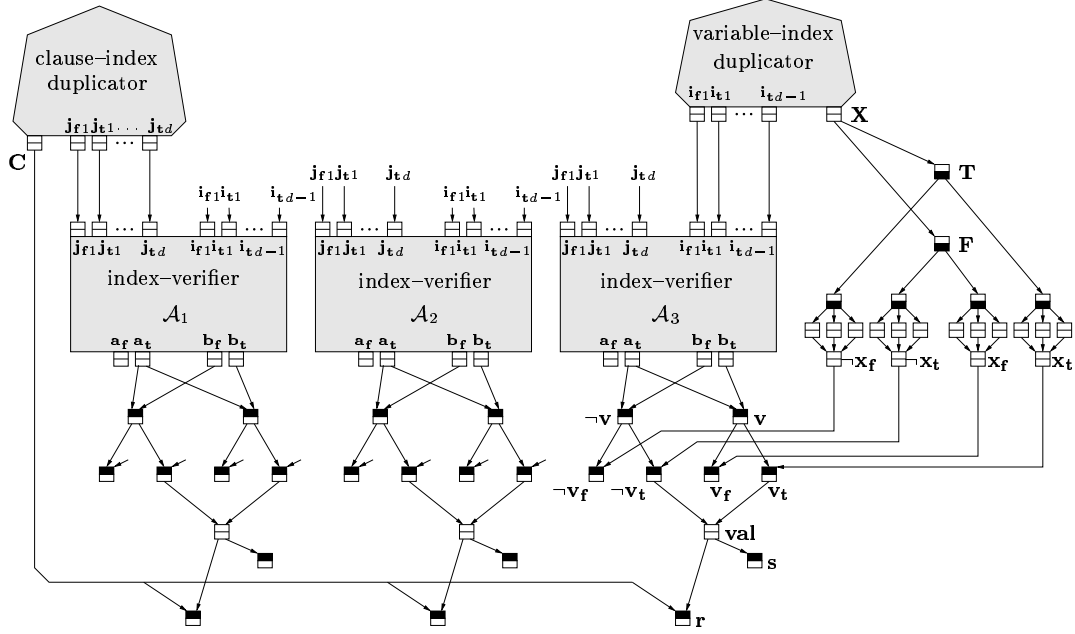 clause–index
duplicator
j_f1 j_t1 ··· j_td
C
variable–index
duplicator
i_f1 i_t1 ··· i_td−1
X
T
F
j_f1 j_t1 j_td
i_f1 i_t1 i_td−1
i_f1 i_t1 i_td−1
j_f1 j_t1 j_td
··· ··· ··· ··· ··· ···
j_f1 j_t1 j_td i_f1 i_t1 i_td−1
index–verifier
𝒜_1
a_f a_t b_f b_t
j_f1 j_t1 j_td i_f1 i_t1 i_td−1
index–verifier
𝒜_2
a_f a_t b_f b_t
j_f1 j_t1 j_td i_f1 i_t1 i_td−1
index–verifier
𝒜_3
a_f a_t b_f b_t
¬x_f ¬x_t x_f x_t
¬v v
¬v_f ¬v_t v_f v_t
val
s
r